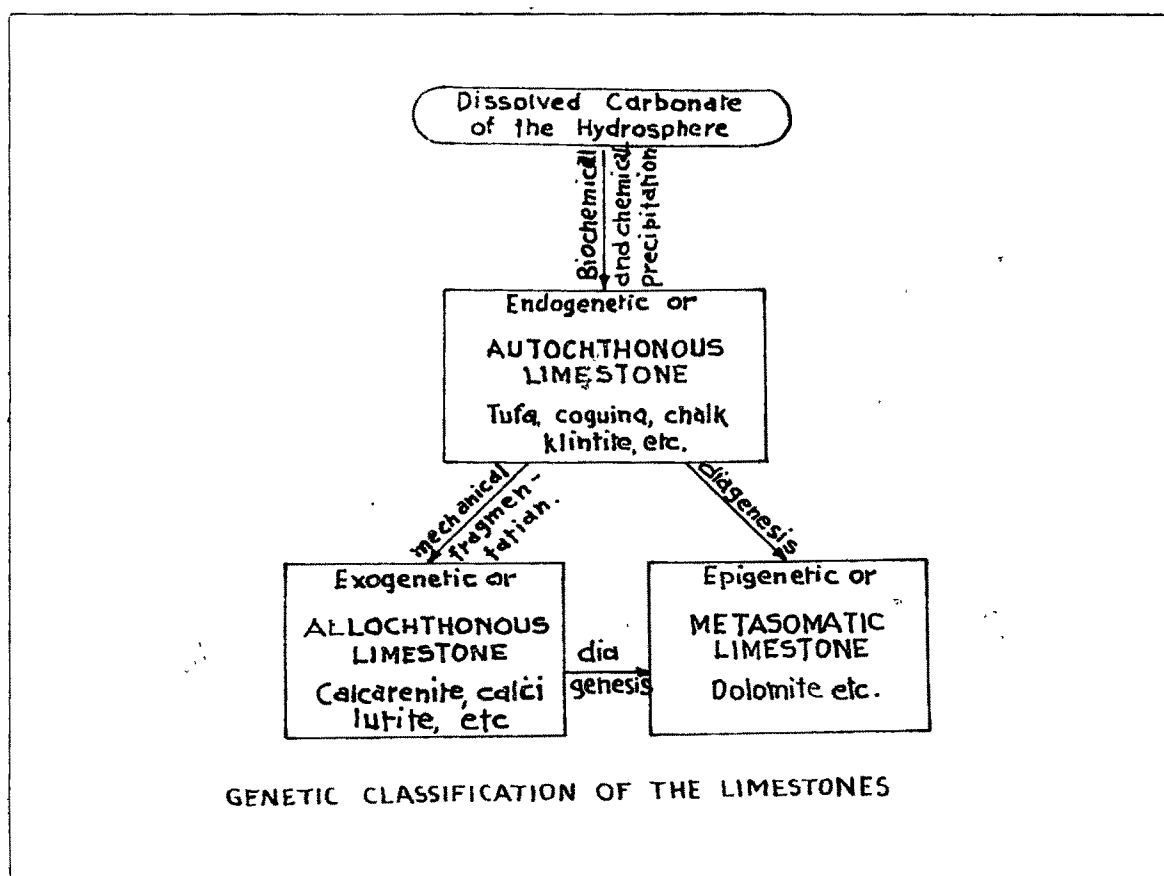 Dissolved Carbonate
of the Hydrosphere
Biochemical
and chemical
precipitation
Endogenetic or
AUTOCHTHONOUS
LIMESTONE
Tufa, coquina, chalk
klintite, etc.
mechanical
fragmen-
tation.
diagenesis
Exogenetic or
ALLOCHTHONOUS
LIMESTONE
Calcarenite, calci
lutite, etc
dia
genesis
Epigenetic or
METASOMATIC
LIMESTONE
Dolomite etc.
GENETIC CLASSIFICATION OF THE LIMESTONES